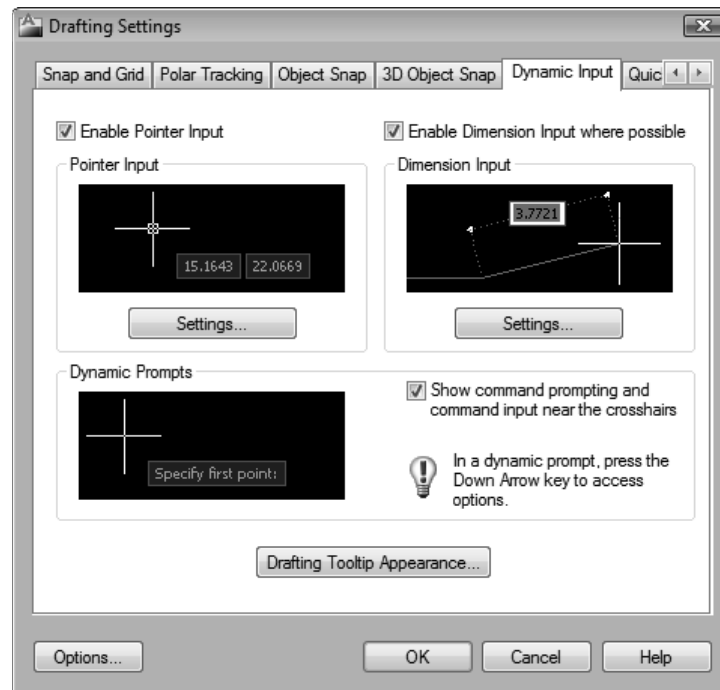 Drafting Settings
Snap and Grid Polar Tracking Object Snap 3D Object Snap Dynamic Input Quic
Enable Pointer Input
Enable Dimension Input where possible
Pointer Input
15.1643 22.0669
Settings...
Dimension Input
3.7721
Settings...
Dynamic Prompts
Specify first point:
Show command prompting and
command input near the crosshairs
In a dynamic prompt, press the
Down Arrow key to access
options.
Drafting Tooltip Appearance...
Options... OK Cancel Help